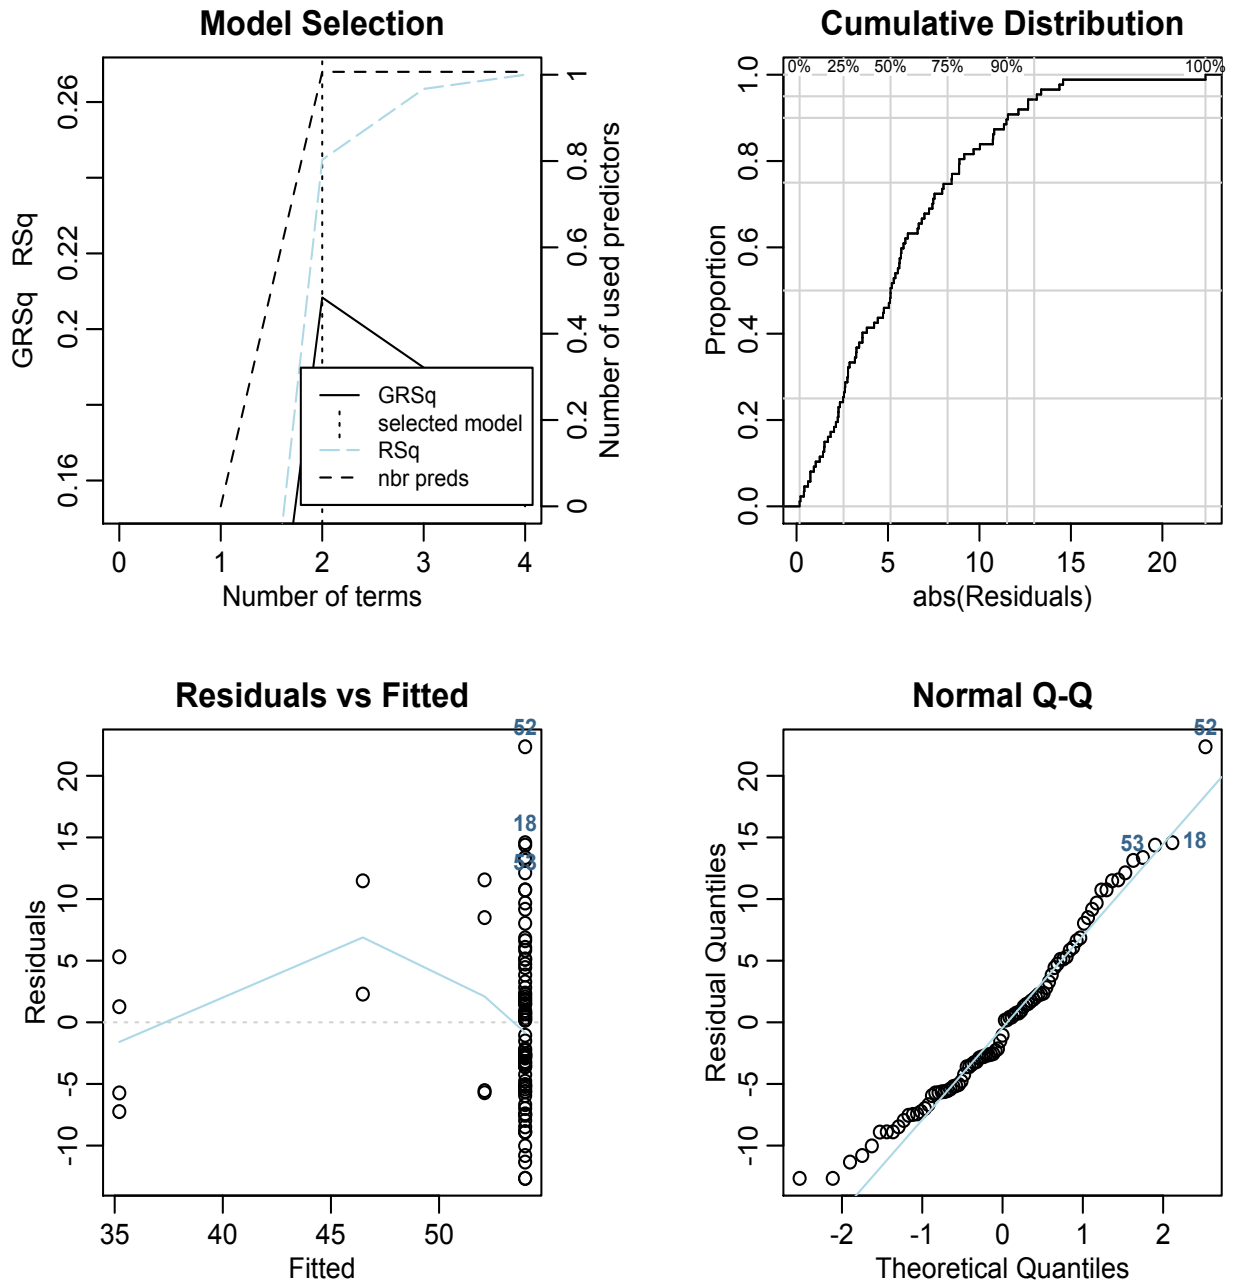 Model Selection
GRSq RSq
0.16
0.2
0.22
0.26
0
0.2
0.4
0.6
0.8
1
Number of used predictors
GRSq
selected model
RSq
nbr preds
0 1 2 3 4
Number of terms
Cumulative Distribution
0% 25% 50% 75% 90% 100%
Proportion
0.0
0.2
0.4
0.6
0.8
1.0
0 5 10 15 20
abs(Residuals)
Residuals vs Fitted
52
18
53
Residuals
-10
-5
0
5
10
15
20
35 40 45 50
Fitted
Normal Q-Q
52
53 18
Residual Quantiles
-10
-5
0
5
10
15
20
-2 -1 0 1 2
Theoretical Quantiles